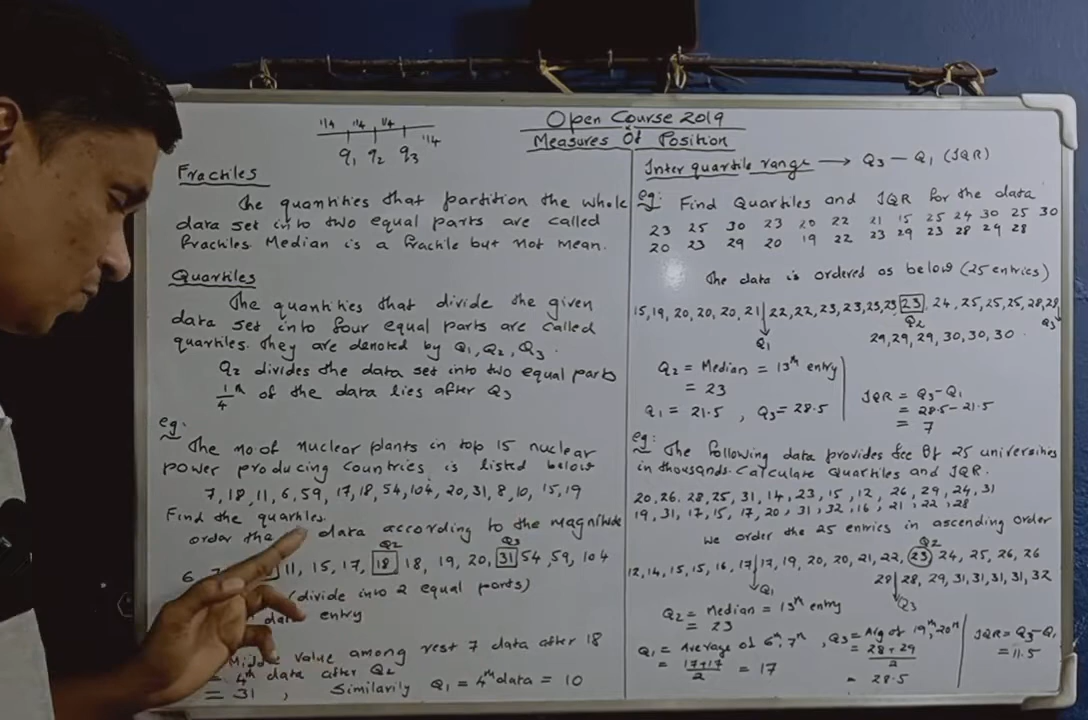 Open Course 2019
Measures Of Position
1/4 1/4 1/4 1/4
q1 q2 q3
Fractiles
The quantities that partition the whole
data set into two equal parts are called
fractiles. Median is a fractile but not mean.
Quartiles
The quantities that divide the given
data set into four equal parts are called
quartiles. They are denoted by Q1, Q2, Q3.
Q2 divides the data set into two equal parts
1/4 th of the data lies after Q3
eg:
The no of nuclear plants in top 15 nuclear
power producing countries is listed below
7, 18, 11, 6, 59, 17, 18, 54, 104, 20, 31, 8, 10, 15, 19
Find the quartiles.
order the data according to the magnitude
Q2 Q3
6, 11, 15, 17, 18 18, 19, 20, 31 54, 59, 104
(divide into 2 equal parts)
entry
Middle value among rest 7 data after 18
= 4th data after Q2
= 31 , Similarly Q1 = 4th data = 10
Inter quartile range → Q3 – Q1 (IQR)
eg: Find Quartiles and IQR for the data
23 25 30 23 20 22 21 15 25 24 30 25 30
20 23 29 20 19 22 23 29 23 28 29 28
The data is ordered as below (25 entries)
15, 19, 20, 20, 20, 21 22, 22, 23, 23, 23, 23 23, 24, 25, 25, 25, 28, 28,
Q1 Q2 Q3
29, 29, 29, 30, 30, 30.
Q2 = Median = 13th entry
= 23
Q1 = 21.5 , Q3 = 28.5
IQR = Q3 – Q1
= 28.5 – 21.5
= 7
eg: The following data provides fee of 25 universities
in thousands. Calculate Quartiles and IQR.
20, 26, 28, 25, 31, 14, 23, 15, 12, 26, 29, 24, 31
19, 31, 17, 15, 17, 20, 31, 32, 16, 21, 22, 28
We order the 25 entries in ascending order
Q2
12, 14, 15, 15, 16, 17 17, 19, 20, 20, 21, 22, 23 24, 25, 26, 26
Q1
28 28, 29, 31, 31, 31, 31, 32
Q3
Q2 = Median = 13th entry
= 23
Q1 = Average of 6th, 7th
= 17+17/2 = 17
, Q3 = Avg of 19th, 20th
= 28+29/2
= 28.5
IQR = Q3 – Q1
= 11.5